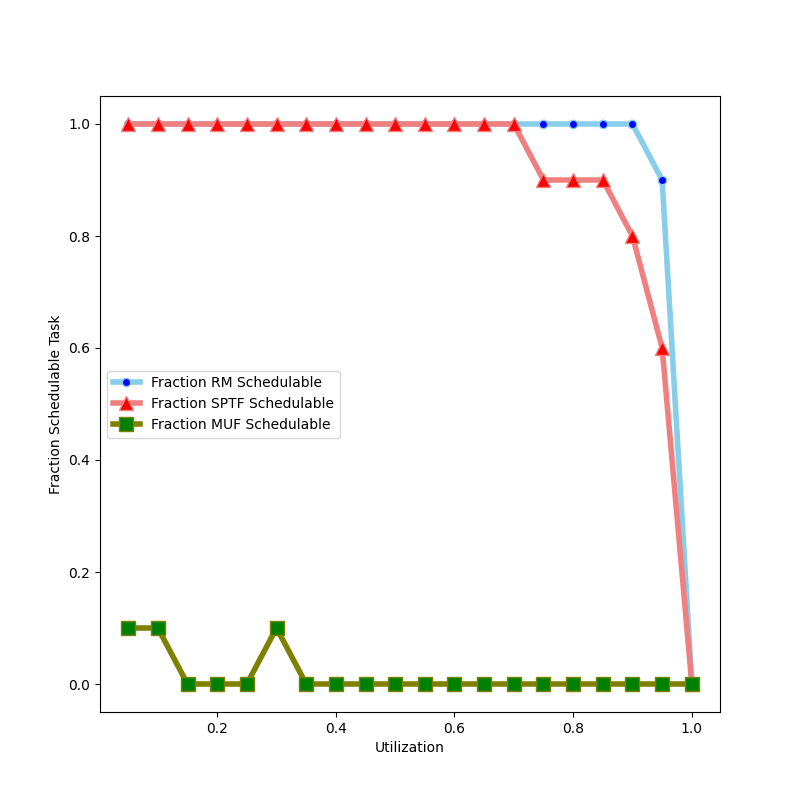 1.0
0.8
0.6
0.4
0.2
0.0
Fraction Schedulable Task
Fraction RM Schedulable
Fraction SPTF Schedulable
Fraction MUF Schedulable
0.2 0.4 0.6 0.8 1.0
Utilization